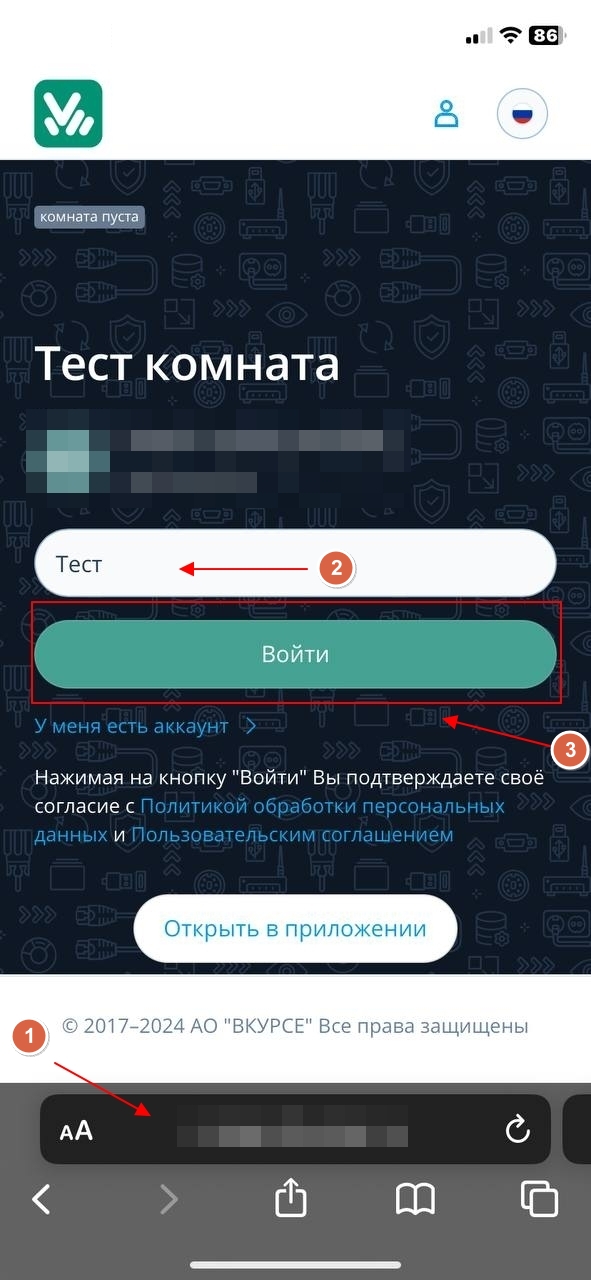 86
комната пуста
Тест комната
Тест
2
Войти
У меня есть аккаунт
3
Нажимая на кнопку "Войти" Вы подтверждаете своё
согласие с Политикой обработки персональных
данных и Пользовательским соглашением
Открыть в приложении
© 2017–2024 АО "ВКУРСЕ" Все права защищены
1
AA